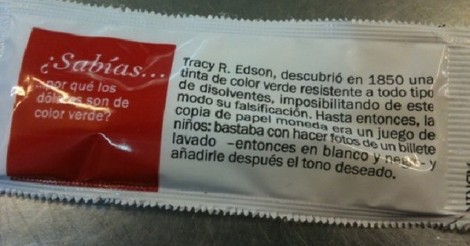 ¿Sabías...
...por qué los
dólares son de
color verde?
Tracy R. Edson, descubrió en 1850 una
tinta de color verde resistente a todo tipo
de disolventes, imposibilitando de este
modo su falsificación. Hasta entonces, la
copia de papel moneda era un juego de
niños: bastaba con hacer fotos de un billete
lavado –entonces en blanco y negro- y
añadirle después el tono deseado.